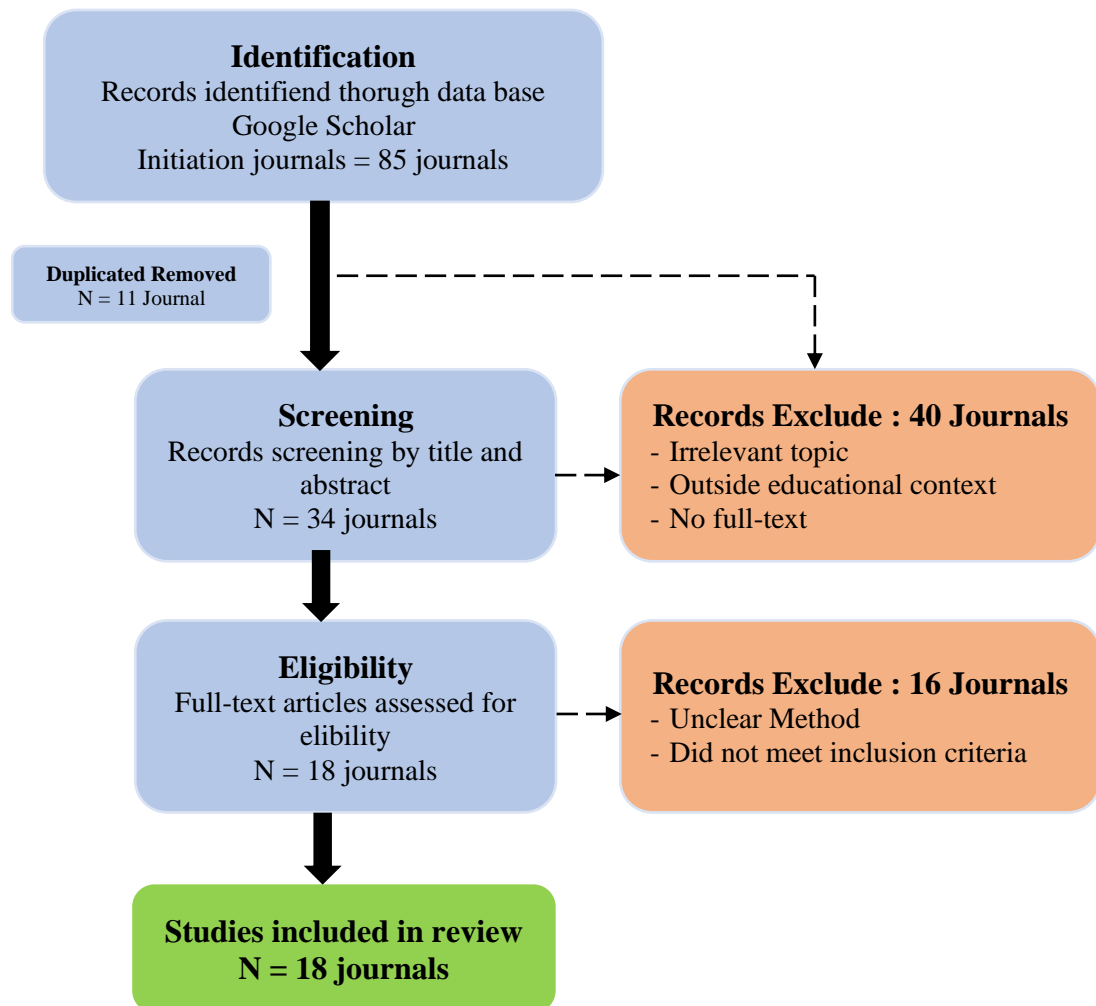 Identification
Records identifiend thorugh data base
Google Scholar
Initiation journals = 85 journals
Duplicated Removed
N = 11 Journal
Screening
Records screening by title and
abstract
N = 34 journals
Records Exclude : 40 Journals
- Irrelevant topic
- Outside educational context
- No full-text
Eligibility
Full-text articles assessed for
elibility
N = 18 journals
Records Exclude : 16 Journals
- Unclear Method
- Did not meet inclusion criteria
Studies included in review
N = 18 journals